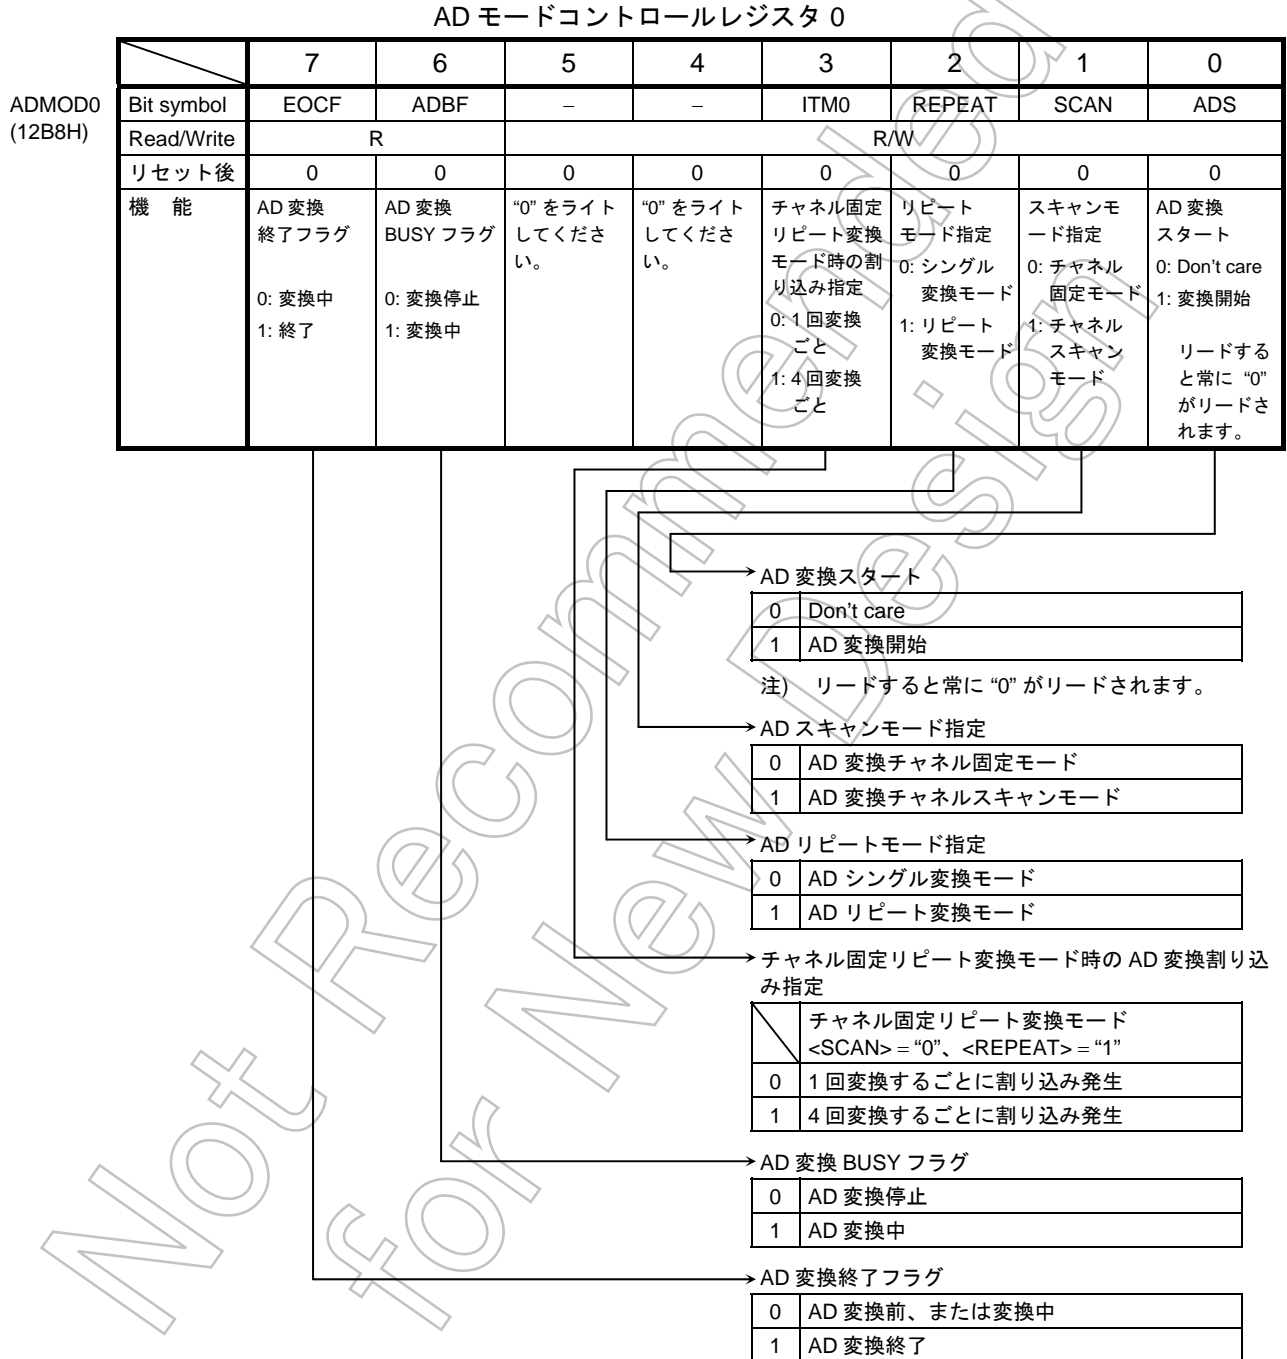 AD モードコントロールレジスタ 0
7 6 5 4 3 2 1 0
ADMOD0
(12B8H)
Bit symbol EOCF ADBF − − ITM0 REPEAT SCAN ADS
Read/Write R R/W
リセット後 0 0 0 0 0 0 0 0
機 能
AD 変換
終了フラグ
0: 変換中
1: 終了
AD 変換
BUSY フラグ
0: 変換停止
1: 変換中
“0” をライト
してくださ
い。
“0” をライト
してくださ
い。
チャネル固定
リピート変換
モード時の割
り込み指定
0: 1 回変換
ごと
1: 4 回変換
ごと
リピート
モード指定
0: シングル
変換モード
1: リピート
変換モード
スキャンモ
ード指定
0: チャネル
固定モード
1: チャネル
スキャン
モード
AD 変換
スタート
0: Don't care
1: 変換開始
リードする
と常に “0”
がリードさ
れます。
AD 変換スタート
0 Don't care
1 AD 変換開始
注) リードすると常に “0” がリードされます。
AD スキャンモード指定
0 AD 変換チャネル固定モード
1 AD 変換チャネルスキャンモード
AD リピートモード指定
0 AD シングル変換モード
1 AD リピート変換モード
チャネル固定リピート変換モード時の AD 変換割り込
み指定
チャネル固定リピート変換モード
<SCAN> = “0”、<REPEAT> = “1”
0 1 回変換するごとに割り込み発生
1 4 回変換するごとに割り込み発生
AD 変換 BUSY フラグ
0 AD 変換停止
1 AD 変換中
AD 変換終了フラグ
0 AD 変換前、または変換中
1 AD 変換終了
Not Recommended
for New Design